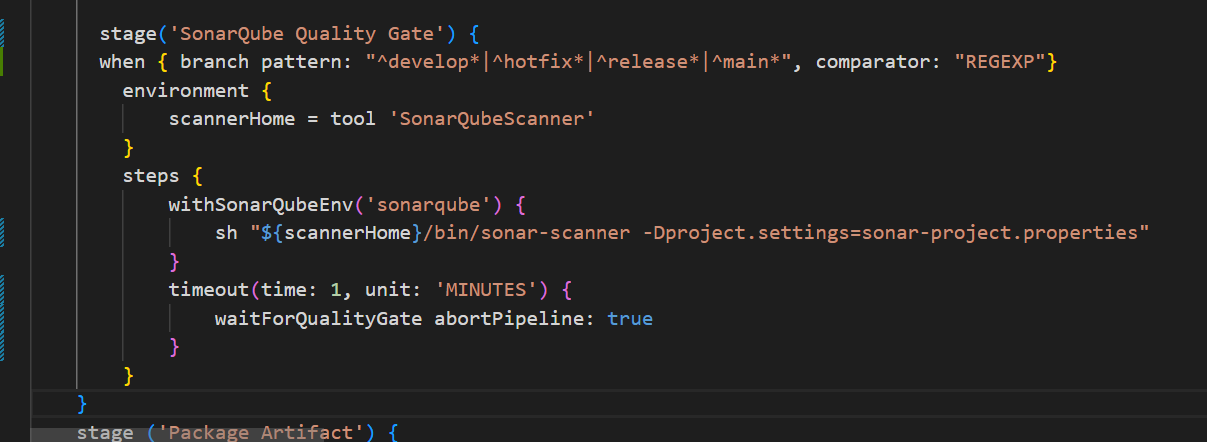 stage('SonarQube Quality Gate') {
when { branch pattern: "^develop*|^hotfix*|^release*|^main*", comparator: "REGEXP"}
environment {
scannerHome = tool 'SonarQubeScanner'
}
steps {
withSonarQubeEnv('sonarqube') {
sh "${scannerHome}/bin/sonar-scanner -Dproject.settings=sonar-project.properties"
}
timeout(time: 1, unit: 'MINUTES') {
waitForQualityGate abortPipeline: true
}
}
}
stage ('Package Artifact') {